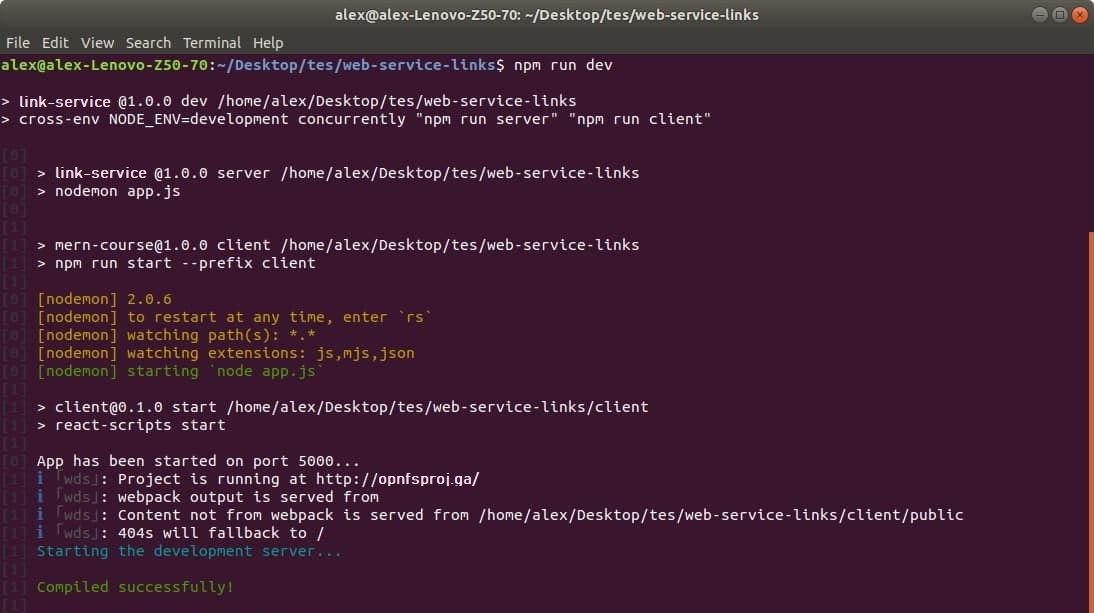 alex@alex-Lenovo-Z50-70: ~/Desktop/tes/web-service-links
File Edit View Search Terminal Help
alex@alex-Lenovo-Z50-70:~/Desktop/tes/web-service-links$ npm run dev
> link-service @1.0.0 dev /home/alex/Desktop/tes/web-service-links
> cross-env NODE_ENV=development concurrently "npm run server" "npm run client"
[0]
[0] > link-service @1.0.0 server /home/alex/Desktop/tes/web-service-links
[0] > nodemon app.js
[0]
[1]
[1] > mern-course@1.0.0 client /home/alex/Desktop/tes/web-service-links
[1] > npm run start --prefix client
[1]
[0] [nodemon] 2.0.6
[0] [nodemon] to restart at any time, enter `rs`
[0] [nodemon] watching path(s): *.*
[0] [nodemon] watching extensions: js,mjs,json
[0] [nodemon] starting `node app.js`
[1]
[1] > client@0.1.0 start /home/alex/Desktop/tes/web-service-links/client
[1] > react-scripts start
[1]
[0] App has been started on port 5000...
[1] ℹ 「wds」: Project is running at http://opnfsproj.ga/
[1] ℹ 「wds」: webpack output is served from
[1] ℹ 「wds」: Content not from webpack is served from /home/alex/Desktop/tes/web-service-links/client/public
[1] ℹ 「wds」: 404s will fallback to /
[1] Starting the development server...
[1]
[1] Compiled successfully!
[1]